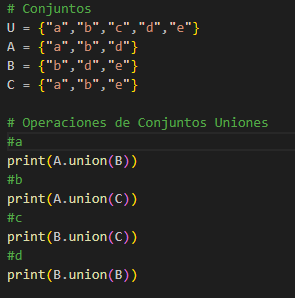 # Conjuntos
U = {"a","b","c","d","e"}
A = {"a","b","d"}
B = {"b","d","e"}
C = {"a","b","e"}
# Operaciones de Conjuntos Uniones
#a
print(A.union(B))
#b
print(A.union(C))
#c
print(B.union(C))
#d
print(B.union(B))